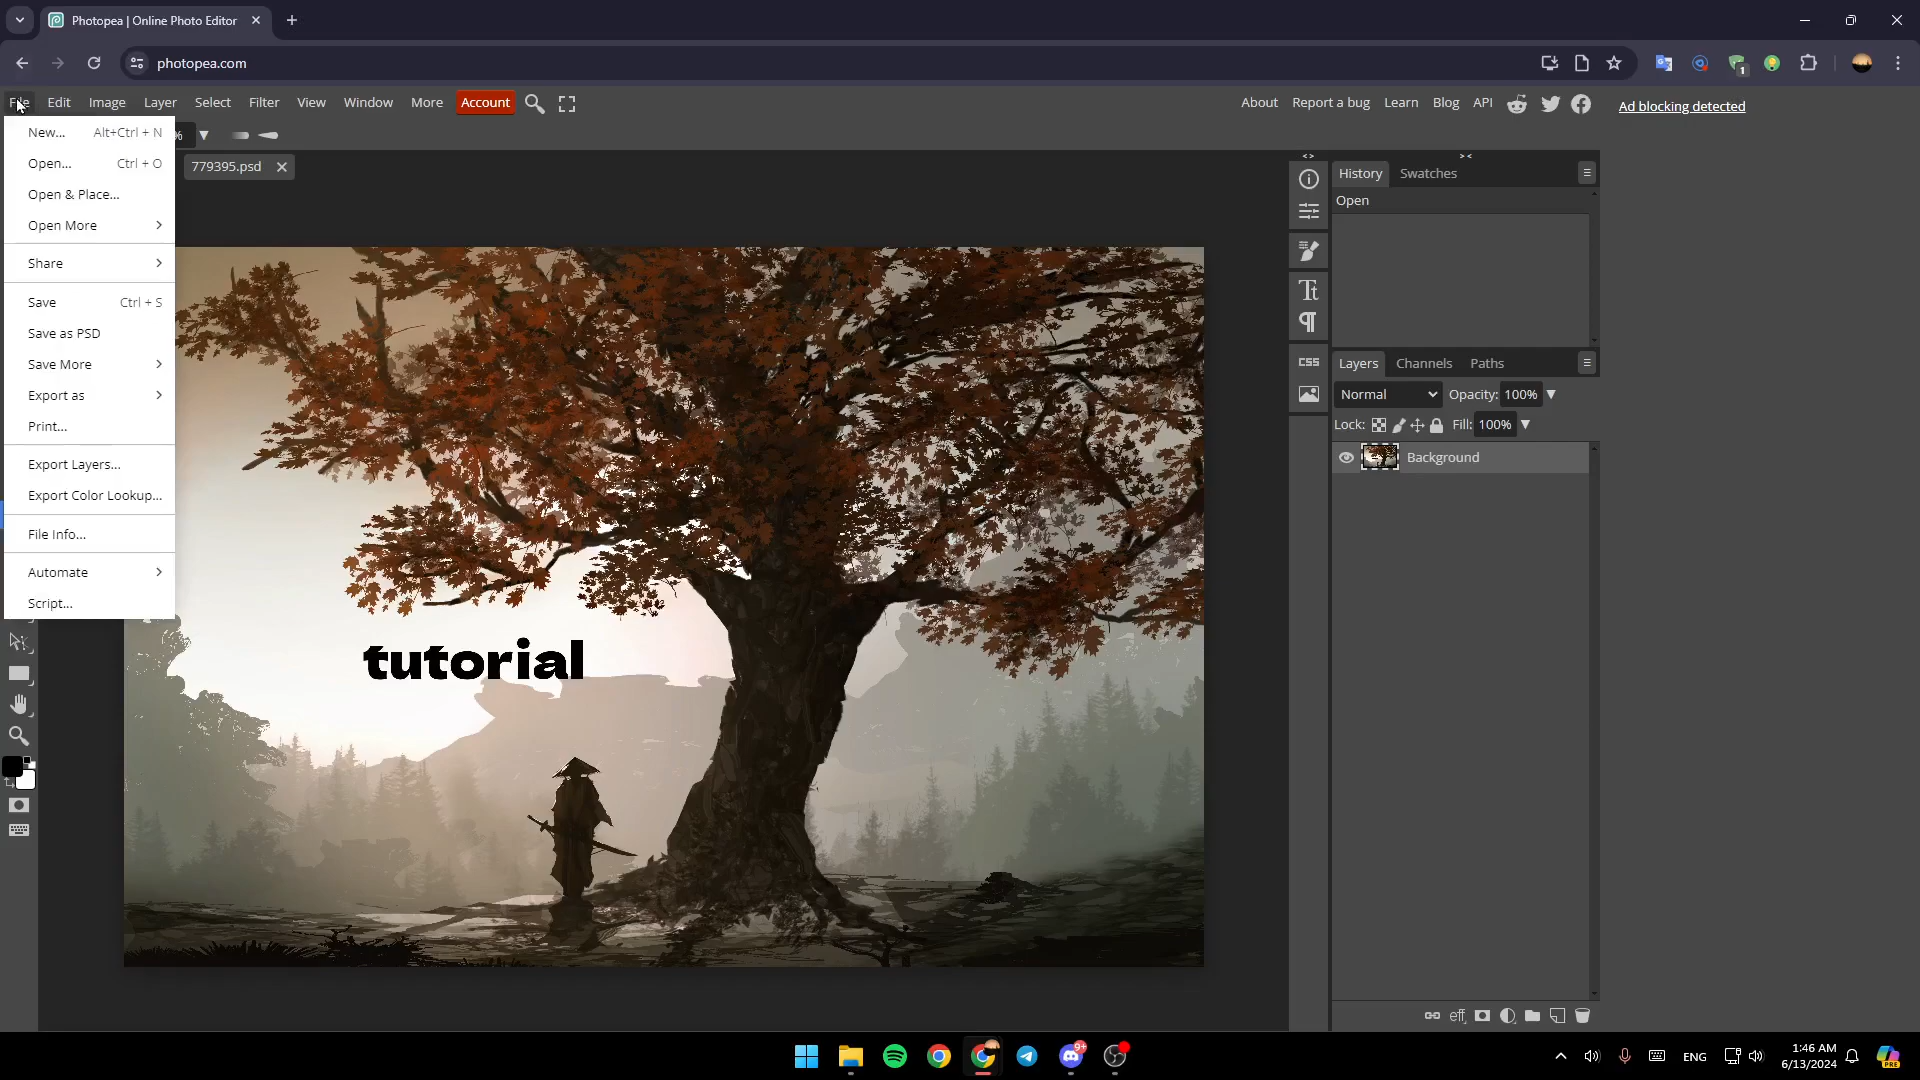 Photopea | Online Photo Editor
photopea.com
1
File Edit Image Layer Select Filter View Window More Account
About Report a bug Learn Blog API
Ad blocking detected
New... Alt+Ctrl + N
%
Open... Ctrl + O
779395.psd
Open & Place...
Open More
Share
Save Ctrl + S
Save as PSD
Save More
Export as
Print...
Export Layers...
Export Color Lookup...
File Info...
Automate
Script...
tutorial
CSS
History Swatches
Open
Layers Channels Paths
Normal Opacity: 100%
Lock: Fill: 100%
Background
eff
9+
ENG
1:46 AM
6/13/2024
PRE